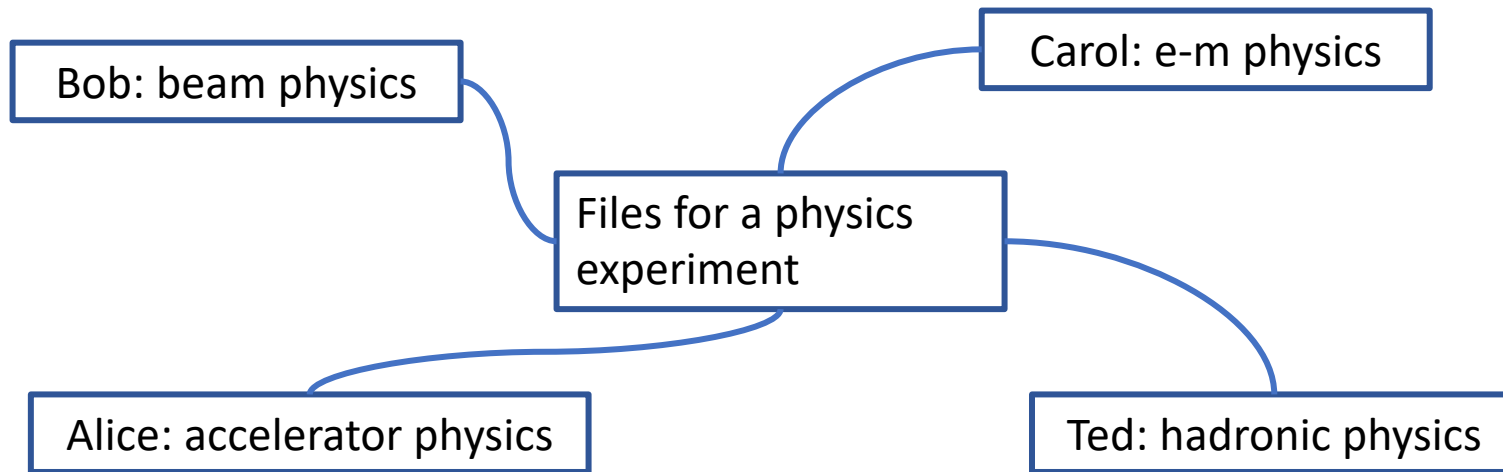 Carol: e-m physics
Bob: beam physics
Files for a physics
experiment
Alice: accelerator physics
Ted: hadronic physics